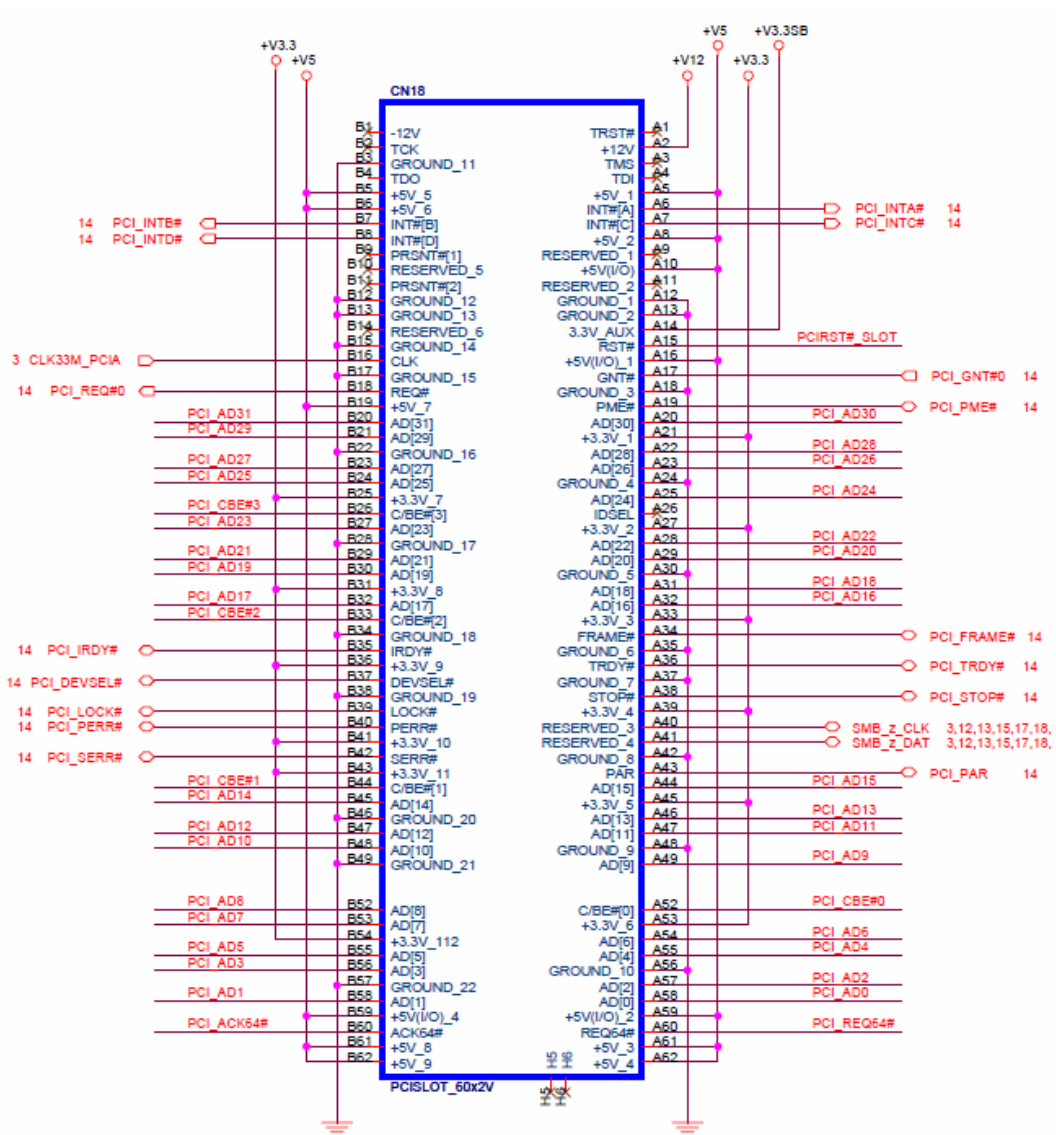 +V5 +V3.3SB
+V3.3 +V5 +V12 +V3.3
CN18
B1 -12V TRST# A1
B2 TCK +12V A2
B3 GROUND_11 TMS A3
B4 TDO TDI A4
B5 +5V_5 +5V_1 A5
B6 +5V_6 INT#[A] A6 PCI_INTA# 14
14 PCI_INTB# B7 INT#[B] INT#[C] A7 PCI_INTC# 14
14 PCI_INTD# B8 INT#[D] +5V_2 A8
B9 PRSNT#[1] RESERVED_1 A9
B10 RESERVED_5 +5V(I/O) A10
B11 PRSNT#[2] RESERVED_2 A11
B12 GROUND_12 GROUND_1 A12
B13 GROUND_13 GROUND_2 A13
B14 RESERVED_6 3.3V_AUX A14
B15 GROUND_14 RST# A15 PCIRST#_SLOT
3 CLK33M_PCIA B16 CLK +5V(I/O)_1 A16
B17 GROUND_15 GNT# A17 PCI_GNT#0 14
14 PCI_REQ#0 B18 REQ# GROUND_3 A18
B19 +5V_7 PME# A19 PCI_PME# 14
PCI_AD31 B20 AD[31] AD[30] A20 PCI_AD30
PCI_AD29 B21 AD[29] +3.3V_1 A21
B22 GROUND_16 AD[28] A22 PCI_AD28
PCI_AD27 B23 AD[27] AD[26] A23 PCI_AD26
PCI_AD25 B24 AD[25] GROUND_4 A24
B25 +3.3V_7 AD[24] A25 PCI_AD24
PCI_CBE#3 B26 C/BE#[3] IDSEL A26
PCI_AD23 B27 AD[23] +3.3V_2 A27
B28 GROUND_17 AD[22] A28 PCI_AD22
PCI_AD21 B29 AD[21] AD[20] A29 PCI_AD20
PCI_AD19 B30 AD[19] GROUND_5 A30
B31 +3.3V_8 AD[18] A31 PCI_AD18
PCI_AD17 B32 AD[17] AD[16] A32 PCI_AD16
PCI_CBE#2 B33 C/BE#[2] +3.3V_3 A33
B34 GROUND_18 FRAME# A34 PCI_FRAME# 14
14 PCI_IRDY# B35 IRDY# GROUND_6 A35
B36 +3.3V_9 TRDY# A36 PCI_TRDY# 14
14 PCI_DEVSEL# B37 DEVSEL# GROUND_7 A37
B38 GROUND_19 STOP# A38 PCI_STOP# 14
14 PCI_LOCK# B39 LOCK# +3.3V_4 A39
14 PCI_PERR# B40 PERR# RESERVED_3 A40 SMB_z_CLK 3,12,13,15,17,18,
B41 +3.3V_10 RESERVED_4 A41 SMB_z_DAT 3,12,13,15,17,18,
14 PCI_SERR# B42 SERR# GROUND_8 A42
B43 +3.3V_11 PAR A43 PCI_PAR 14
PCI_CBE#1 B44 C/BE#[1] AD[15] A44 PCI_AD15
PCI_AD14 B45 AD[14] +3.3V_5 A45
B46 GROUND_20 AD[13] A46 PCI_AD13
PCI_AD12 B47 AD[12] AD[11] A47 PCI_AD11
PCI_AD10 B48 AD[10] GROUND_9 A48
B49 GROUND_21 AD[9] A49 PCI_AD9
PCI_AD8 B52 AD[8] C/BE#[0] A52 PCI_CBE#0
PCI_AD7 B53 AD[7] +3.3V_6 A53
B54 +3.3V_112 AD[6] A54 PCI_AD6
PCI_AD5 B55 AD[5] AD[4] A55 PCI_AD4
PCI_AD3 B56 AD[3] GROUND_10 A56
B57 GROUND_22 AD[2] A57 PCI_AD2
PCI_AD1 B58 AD[1] AD[0] A58 PCI_AD0
B59 +5V(I/O)_4 +5V(I/O)_2 A59
PCI_ACK64# B60 ACK64# REQ64# A60 PCI_REQ64#
B61 +5V_8 +5V_3 A61
B62 +5V_9 +5V_4 A62
H5 H6
PCISLOT_60x2V
H5 H6